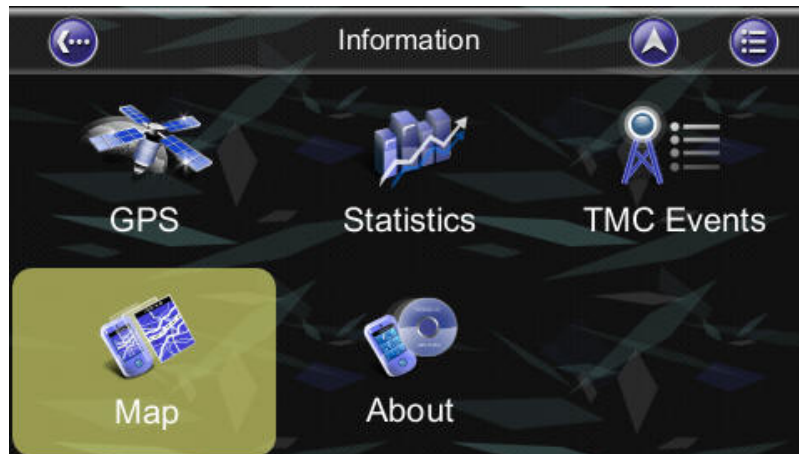 Information
GPS
Statistics
TMC Events
Map
About